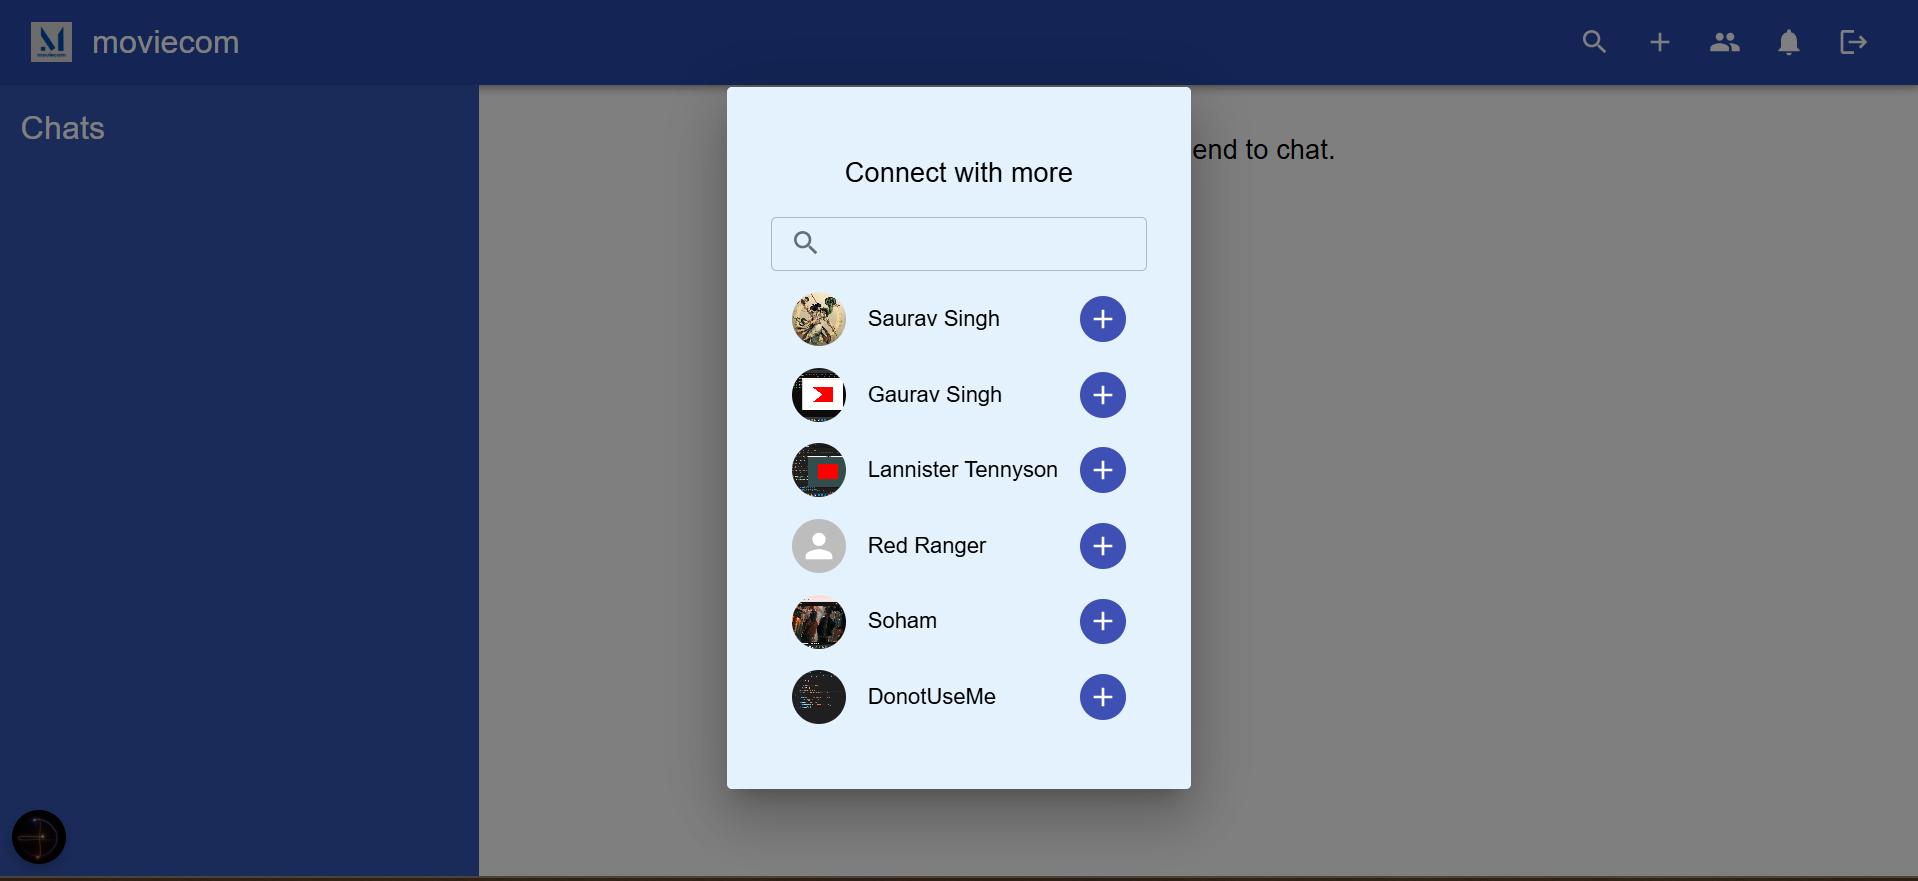 moviecom
Chats
end to chat.
Connect with more
Saurav Singh
Gaurav Singh
Lannister Tennyson
Red Ranger
Soham
DonotUseMe